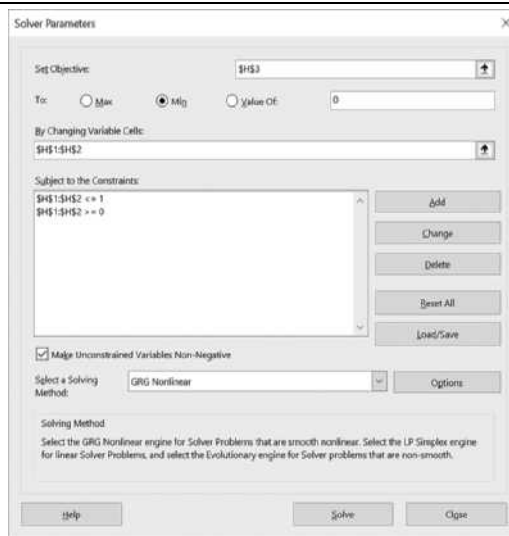 Solver Parameters
Set Objective:
$H$3
To:
Max
Min
Value Of:
0
By Changing Variable Cells:
$H$1:$H$2
Subject to the Constraints:
$H$1:$H$2 <= 1
$H$1:$H$2 >= 0
Add
Change
Delete
Reset All
Load/Save
Make Unconstrained Variables Non-Negative
Select a Solving
Method:
GRG Nonlinear
Options
Solving Method
Select the GRG Nonlinear engine for Solver Problems that are smooth nonlinear. Select the LP Simplex engine
for linear Solver Problems, and select the Evolutionary engine for Solver problems that are non-smooth.
Help
Solve
Close